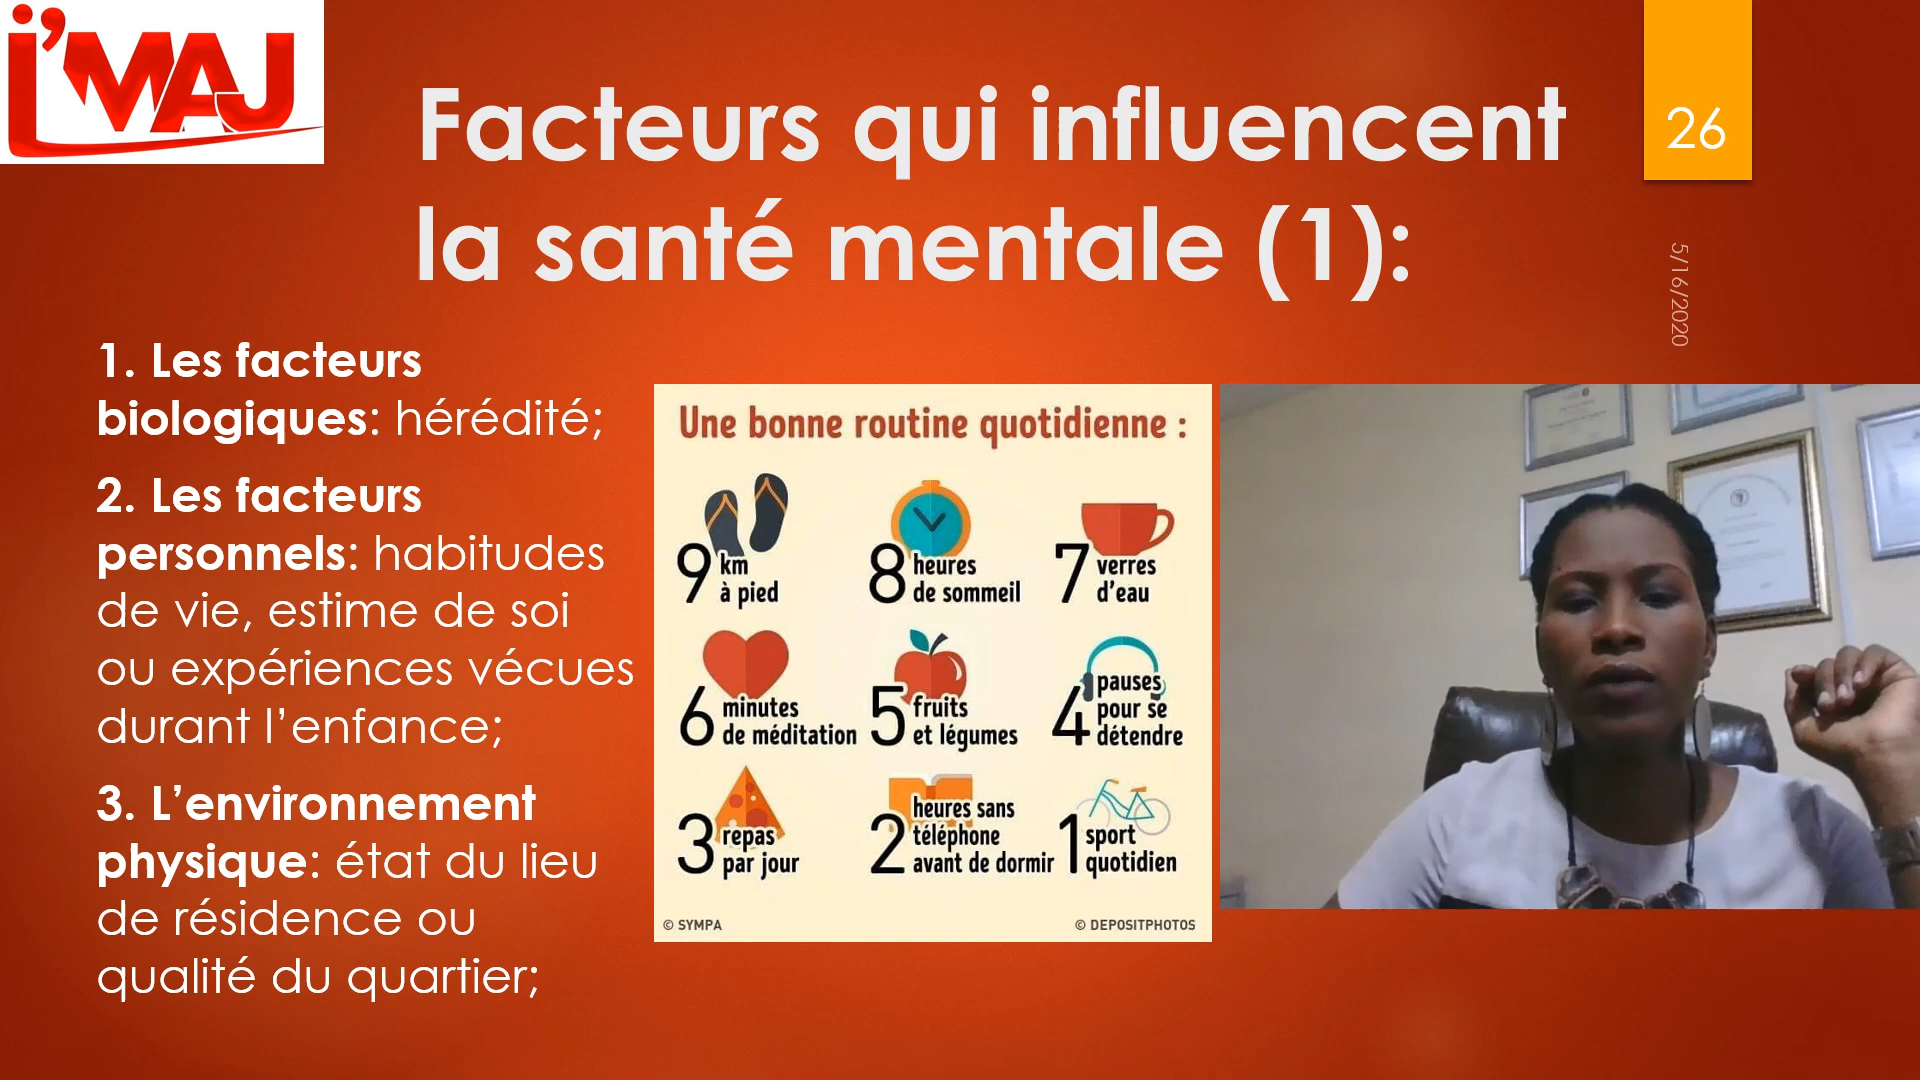 i'MAJ
Facteurs qui influencent
la santé mentale (1):
26
5/16/2020
1. Les facteurs
biologiques: hérédité;
2. Les facteurs
personnels: habitudes
de vie, estime de soi
ou expériences vécues
durant l’enfance;
3. L’environnement
physique: état du lieu
de résidence ou
qualité du quartier;
Une bonne routine quotidienne :
9 km
à pied
8 heures
de sommeil
7 verres
d’eau
6 minutes
de méditation
5 fruits
et légumes
4 pauses
pour se
détendre
3 repas
par jour
2 heures sans
téléphone
avant de dormir
1 sport
quotidien
© SYMPA
© DEPOSITPHOTOS